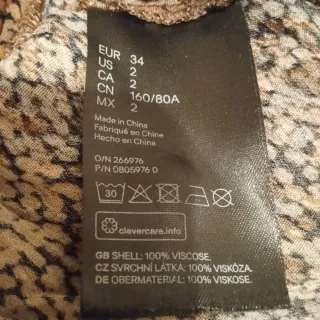 EUR 34
US 2
CA 2
CN 160/80A
MX 2
Made in China
Fabriqué en Chine
Hecho en China
O/N 266976
P/N 0805976 0
30
clevercare.info
GB SHELL: 100% VISCOSE.
CZ SVRCHNÍ LÁTKA: 100% VISKÓZA.
DE OBERMATERIAL: 100% VISKOSE.